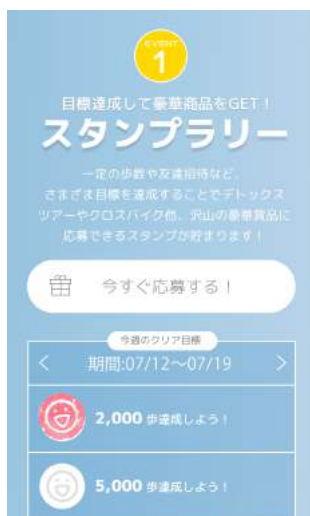 EVENT
1
目標達成して豪華商品をGET！
スタンプラリー
一定の歩数や友達招待など、
さまざま目標を達成することでデトックス
ツアーやクロスバイク他、沢山の豪華賞品に
応募できるスタンプが貯まります！
今すぐ応募する！
今週のクリア目標
期間:07/12～07/19
2,000 歩達成しよう！
5,000 歩達成しよう！